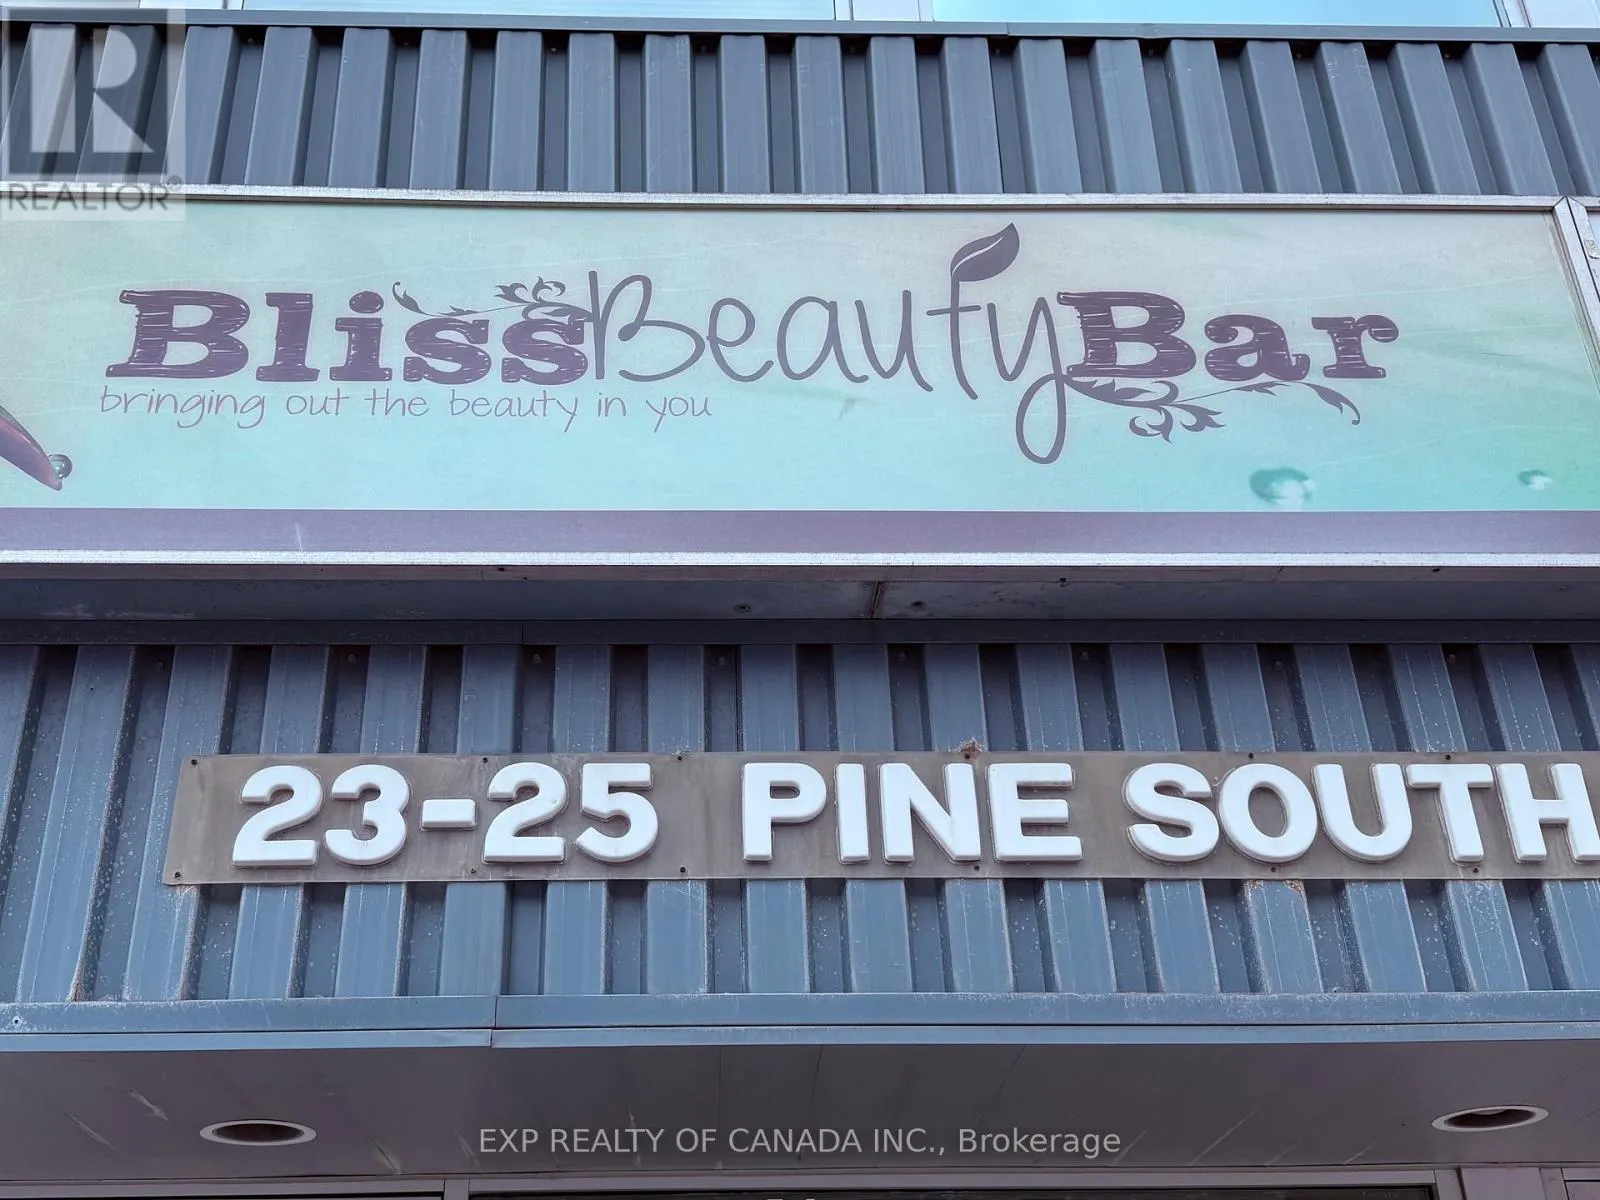 REALTOR®
BlissBeautyBar
bringing out the beauty in you
23-25 PINE SOUTH
EXP REALTY OF CANADA INC., Brokerage